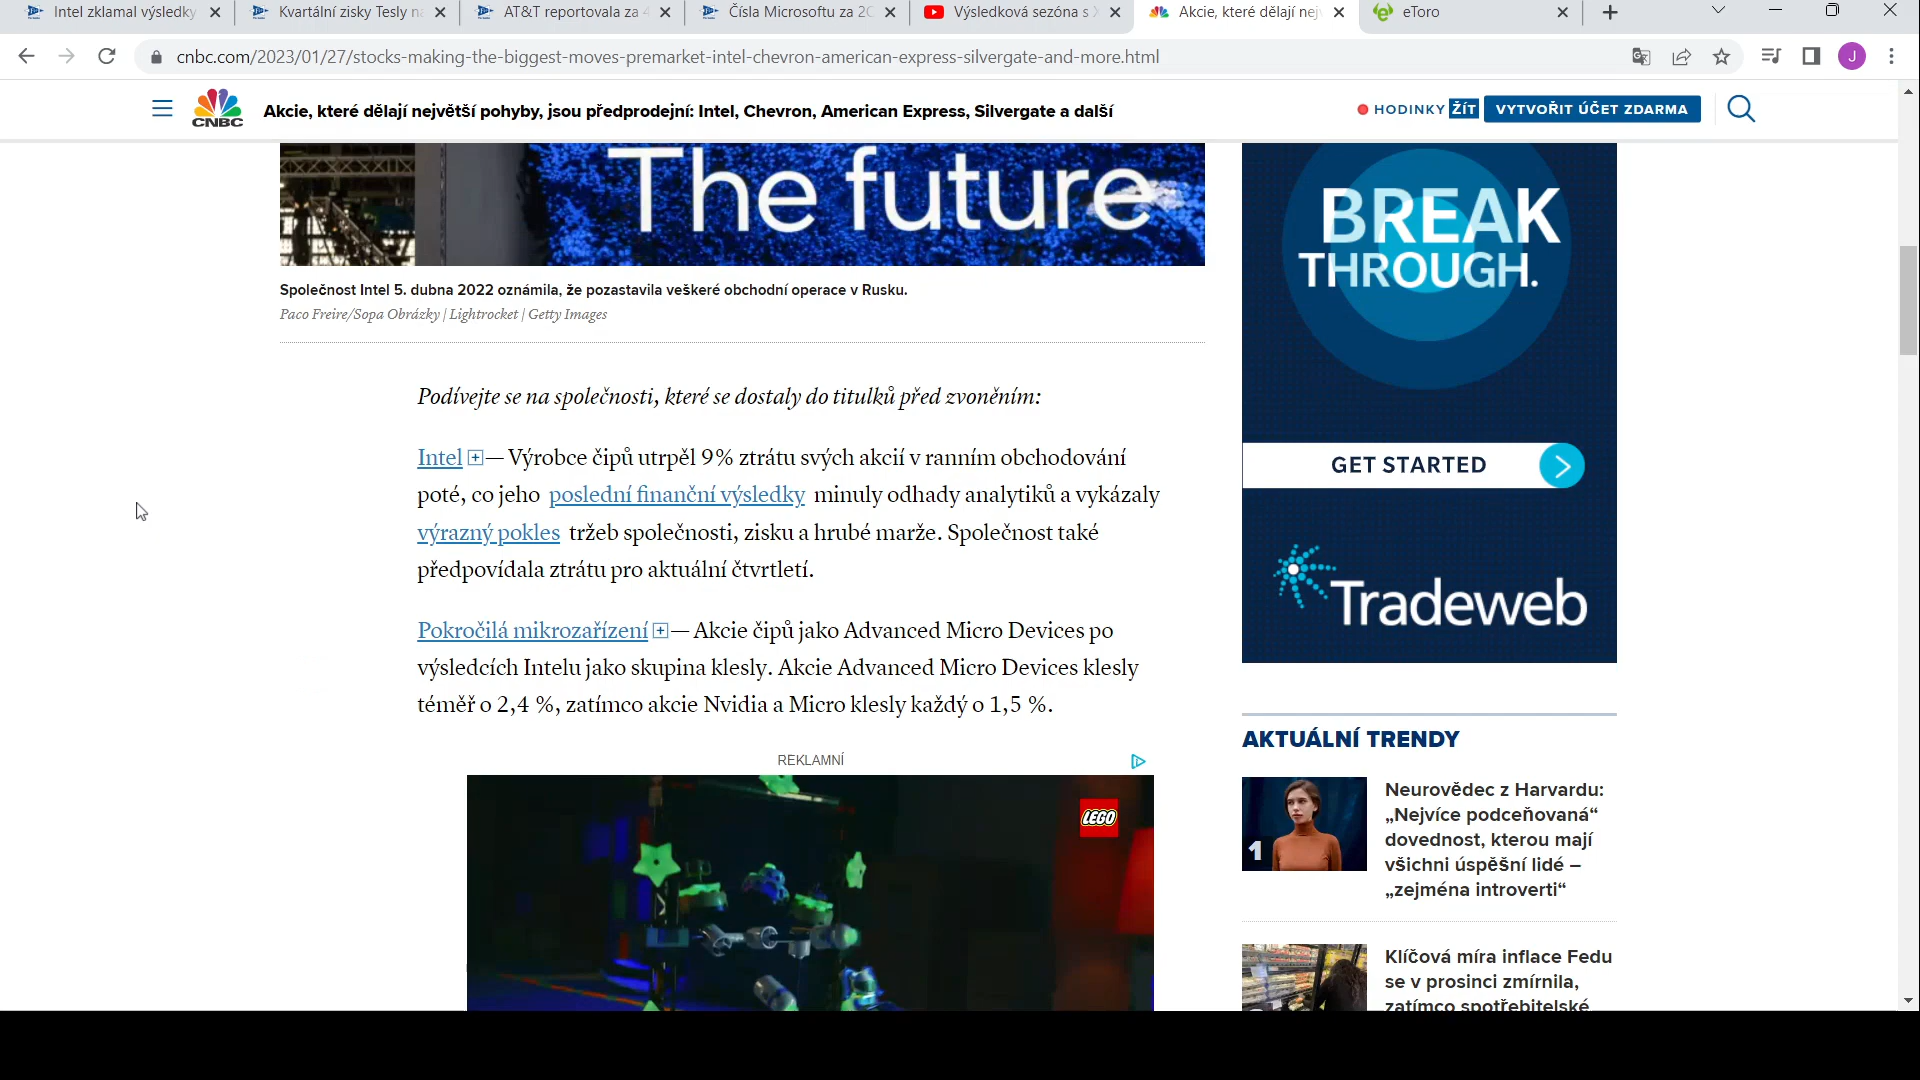 Intel zklamal výsledky
Kvartální zisky Tesly n
AT&T reportovala za 4
Čísla Microsoftu za 2Q
Výsledková sezóna s X
Akcie, které dělají nej
eToro
cnbc.com/2023/01/27/stocks-making-the-biggest-moves-premarket-intel-chevron-american-express-silvergate-and-more.html
J
CNBC
Akcie, které dělají největší pohyby, jsou předprodejní: Intel, Chevron, American Express, Silvergate a další
HODINKY ŽÍT
VYTVOŘIT ÚČET ZDARMA
The future
Společnost Intel 5. dubna 2022 oznámila, že pozastavila veškeré obchodní operace v Rusku.
Paco Freire/Sopa Obrázky | Lightrocket | Getty Images
Podívejte se na společnosti, které se dostaly do titulků před zvoněním:
Intel — Výrobce čipů utrpěl 9% ztrátu svých akcií v ranním obchodování
poté, co jeho poslední finanční výsledky minuly odhady analytiků a vykázaly
výrazný pokles tržeb společnosti, zisku a hrubé marže. Společnost také
předpovídala ztrátu pro aktuální čtvrtletí.
Pokročilá mikrozařízení — Akcie čipů jako Advanced Micro Devices po
výsledcích Intelu jako skupina klesly. Akcie Advanced Micro Devices klesly
téměř o 2,4 %, zatímco akcie Nvidia a Micro klesly každý o 1,5 %.
REKLAMNÍ
LEGO
BREAK
THROUGH.
GET STARTED
Tradeweb
AKTUÁLNÍ TRENDY
1
Neurovědec z Harvardu:
„Nejvíce podceňovaná“
dovednost, kterou mají
všichni úspěšní lidé –
„zejména introverti“
Klíčová míra inflace Fedu
se v prosinci zmírnila,
zatímco spotřebitelské